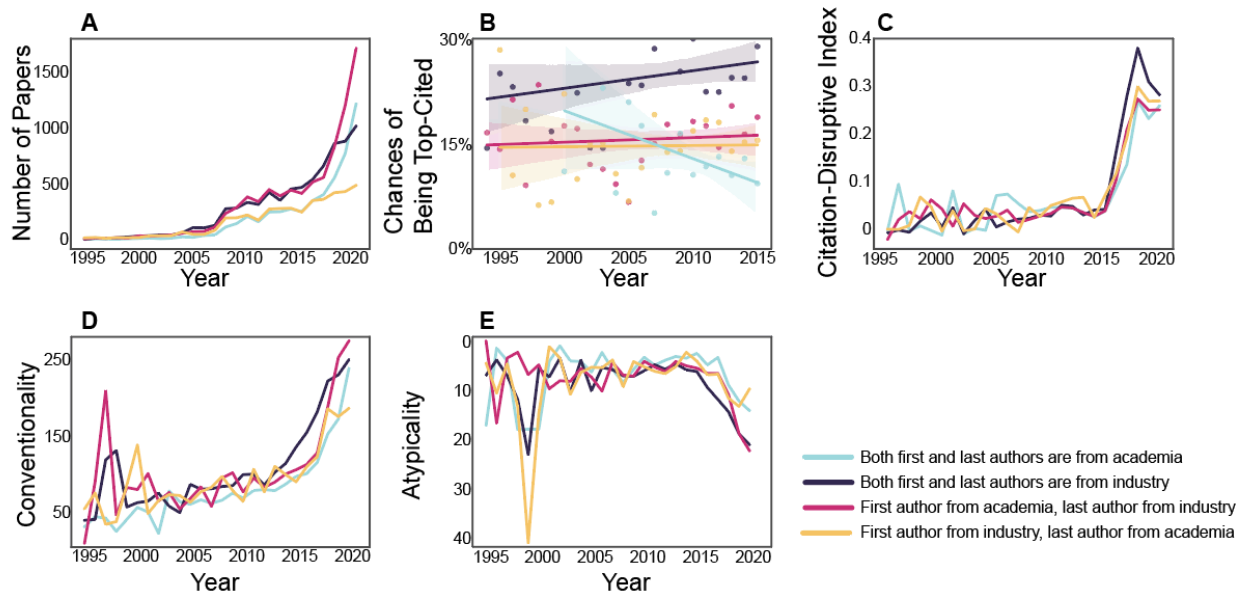 A
Number of Papers
1500
1000
500
0
1995
2000
2005
2010
2015
2020
Year
B
Chances of
Being Top-Cited
30%
15%
0%
1995
2000
2005
2010
2015
Year
C
Citation-Disruptive Index
0.4
0.3
0.2
0.1
0
1995
2000
2005
2010
2015
2020
Year
D
Conventionality
250
150
50
1995
2000
2005
2010
2015
2020
Year
E
Atypicality
0
10
20
30
40
1995
2000
2005
2010
2015
2020
Year
Both first and last authors are from academia
Both first and last authors are from industry
First author from academia, last author from industry
First author from industry, last author from academia